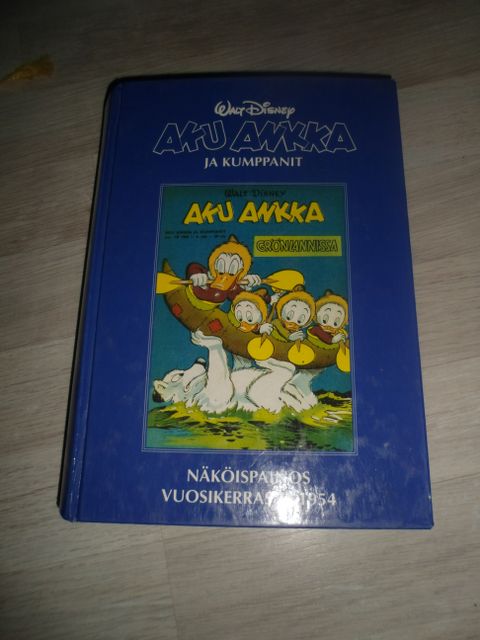 WALT DISNEY
AKU ANKKA
JA KUMPPANIT
WALT DISNEY
AKU ANKKA
GRÖNLANNISSA
NÄKÖISPAINOS
VUOSIKERRASTA 1954